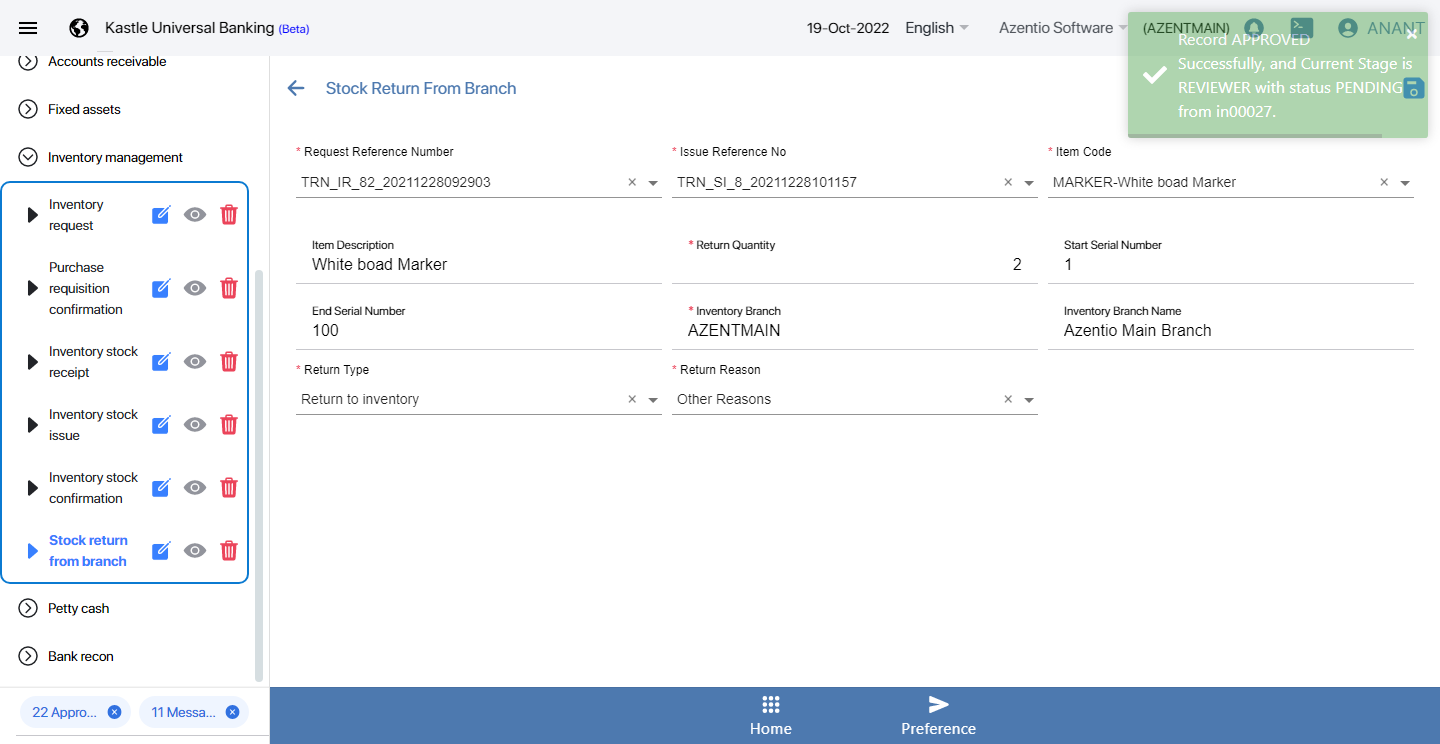 Kastle Universal Banking (Beta)
19-Oct-2022
English
Azentio Software
(AZENTMAIN)
ANANT
Record APPROVED
Successfully, and Current Stage is
REVIEWER with status PENDING
from in00027.
Accounts receivable
Fixed assets
Inventory management
Inventory
request
Purchase
requisition
confirmation
Inventory stock
receipt
Inventory stock
issue
Inventory stock
confirmation
Stock return
from branch
Petty cash
Bank recon
22 Appro...
11 Messa...
Stock Return From Branch
* Request Reference Number
TRN_IR_82_20211228092903
* Issue Reference No
TRN_SI_8_20211228101157
* Item Code
MARKER-White boad Marker
Item Description
White boad Marker
* Return Quantity
2
Start Serial Number
1
End Serial Number
100
* Inventory Branch
AZENTMAIN
Inventory Branch Name
Azentio Main Branch
* Return Type
Return to inventory
* Return Reason
Other Reasons
Home
Preference